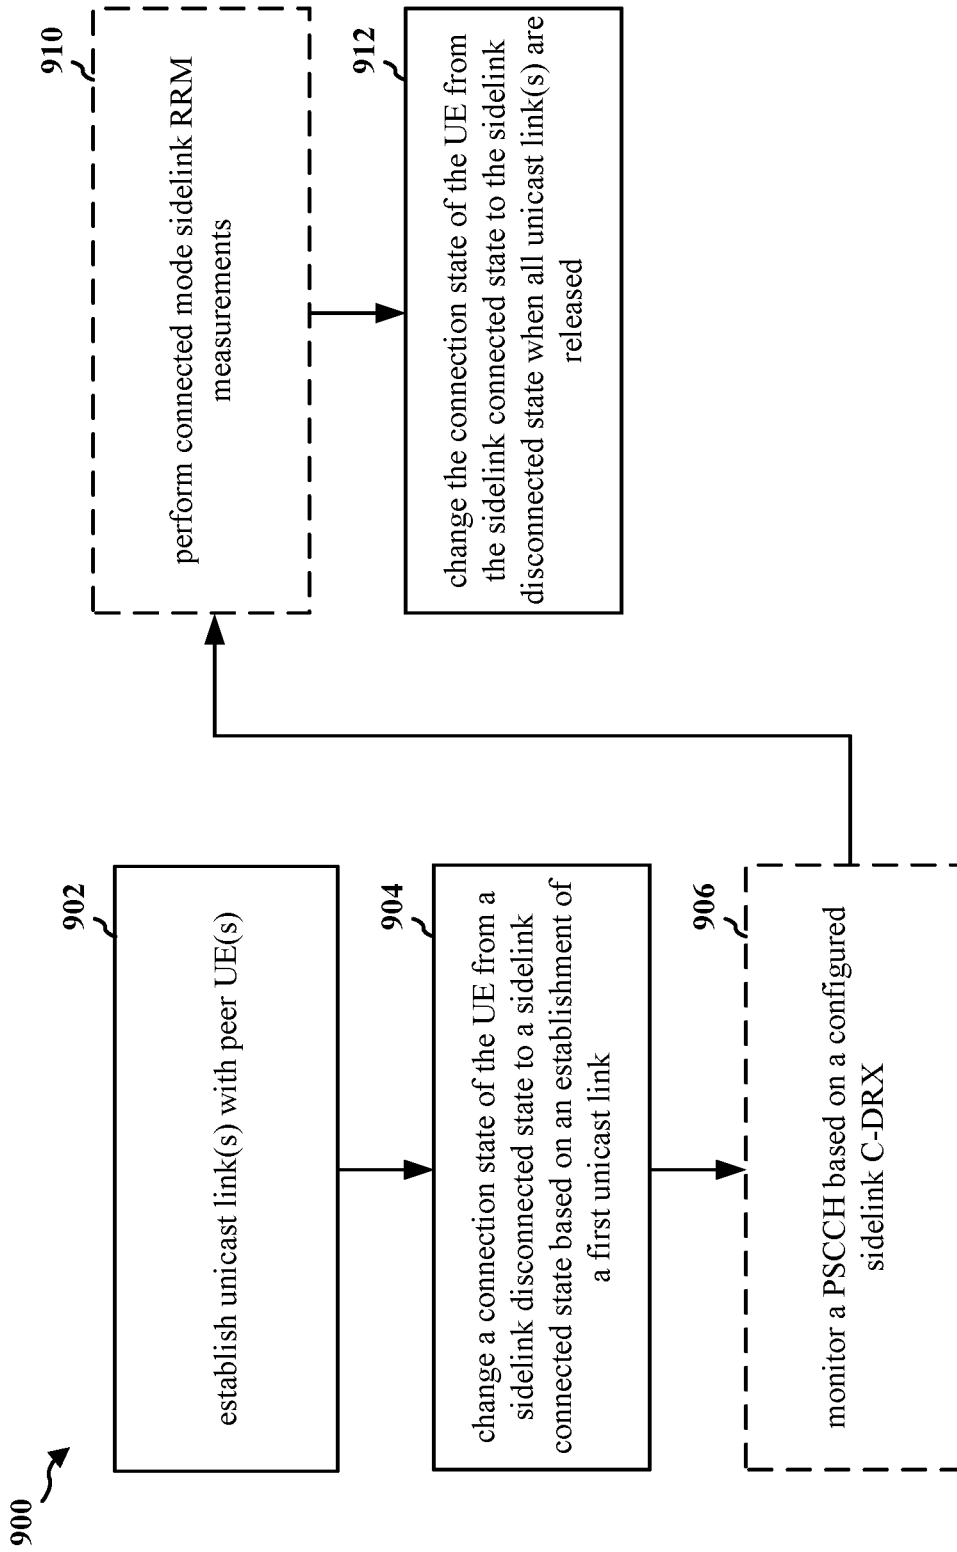 900
902
establish unicast link(s) with peer UE(s)
904
change a connection state of the UE from a
sidelink disconnected state to a sidelink
connected state based on an establishment of
a first unicast link
906
monitor a PSCCH based on a configured
sidelink C-DRX
910
perform connected mode sidelink RRM
measurements
912
change the connection state of the UE from
the sidelink connected state to the sidelink
disconnected state when all unicast link(s) are
released